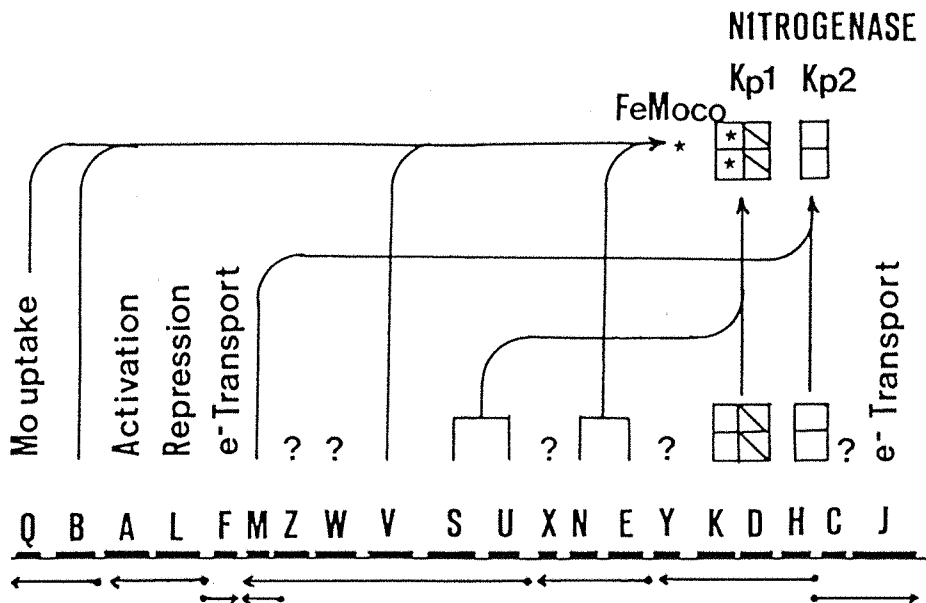 NITROGENASE
Kp1 Kp2
FeMoco
* *
*
*
Mo uptake
Activation
Repression
e⁻ Transport
? ? ? ? ?
e⁻ Transport
Q B A L F M Z W V S U X N E Y K D H C J